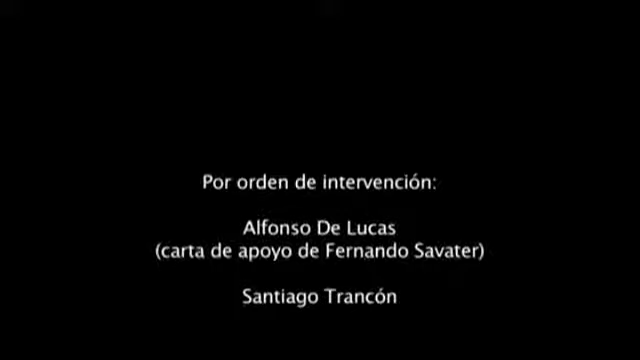 Por orden de intervención:
Alfonso De Lucas
(carta de apoyo de Fernando Savater)
Santiago Trancón